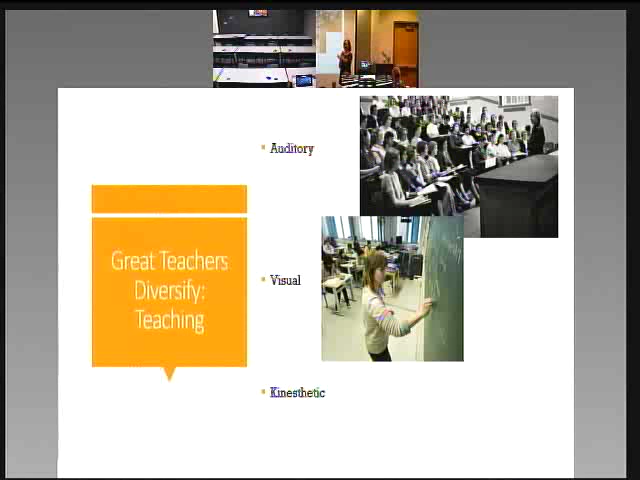 Great Teachers
Diversify:
Teaching
Auditory
Visual
Kinesthetic